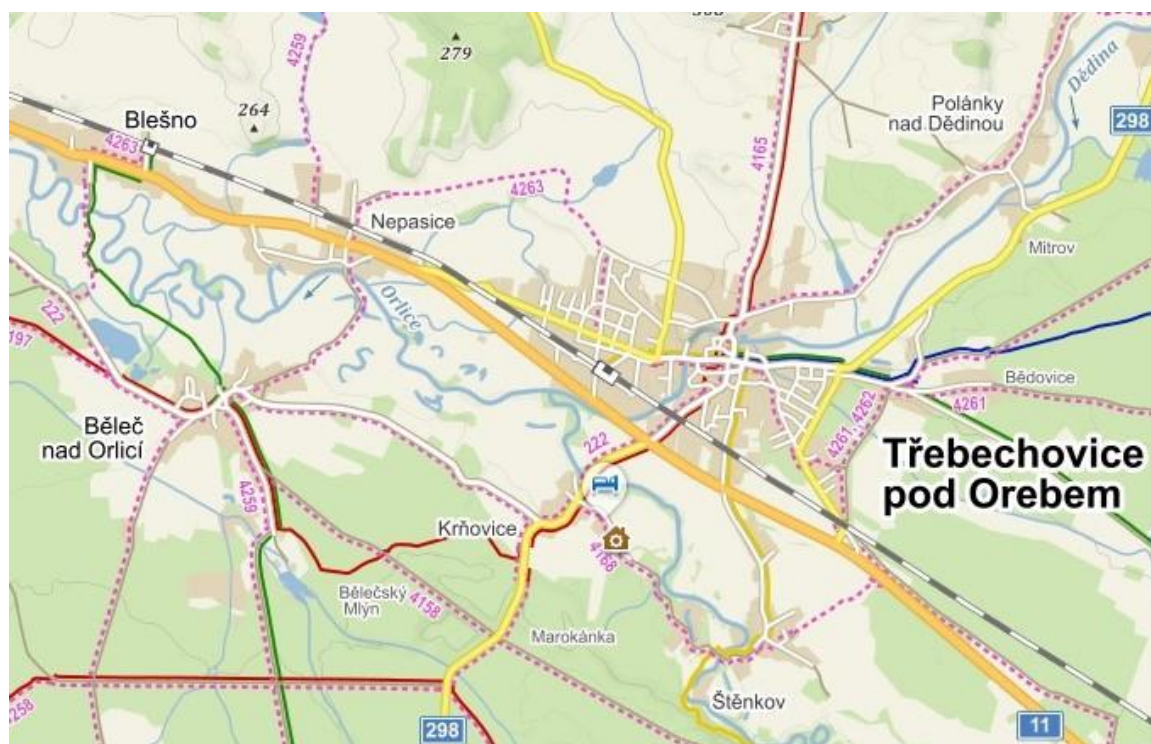 4259
279
308
Dědina
264
Blešno
4263
Polánky
nad Dědinou
298
4165
4263
Nepasice
Mitrov
Orlice
222
197
Bědovice
4261
4261, 4262
Běleč
nad Orlicí
222
Třebechovice
pod Orebem
4259
Krňovice
4168
Bělečský
Mlýn
4158
Marokánka
Štěnkov
258
298
11